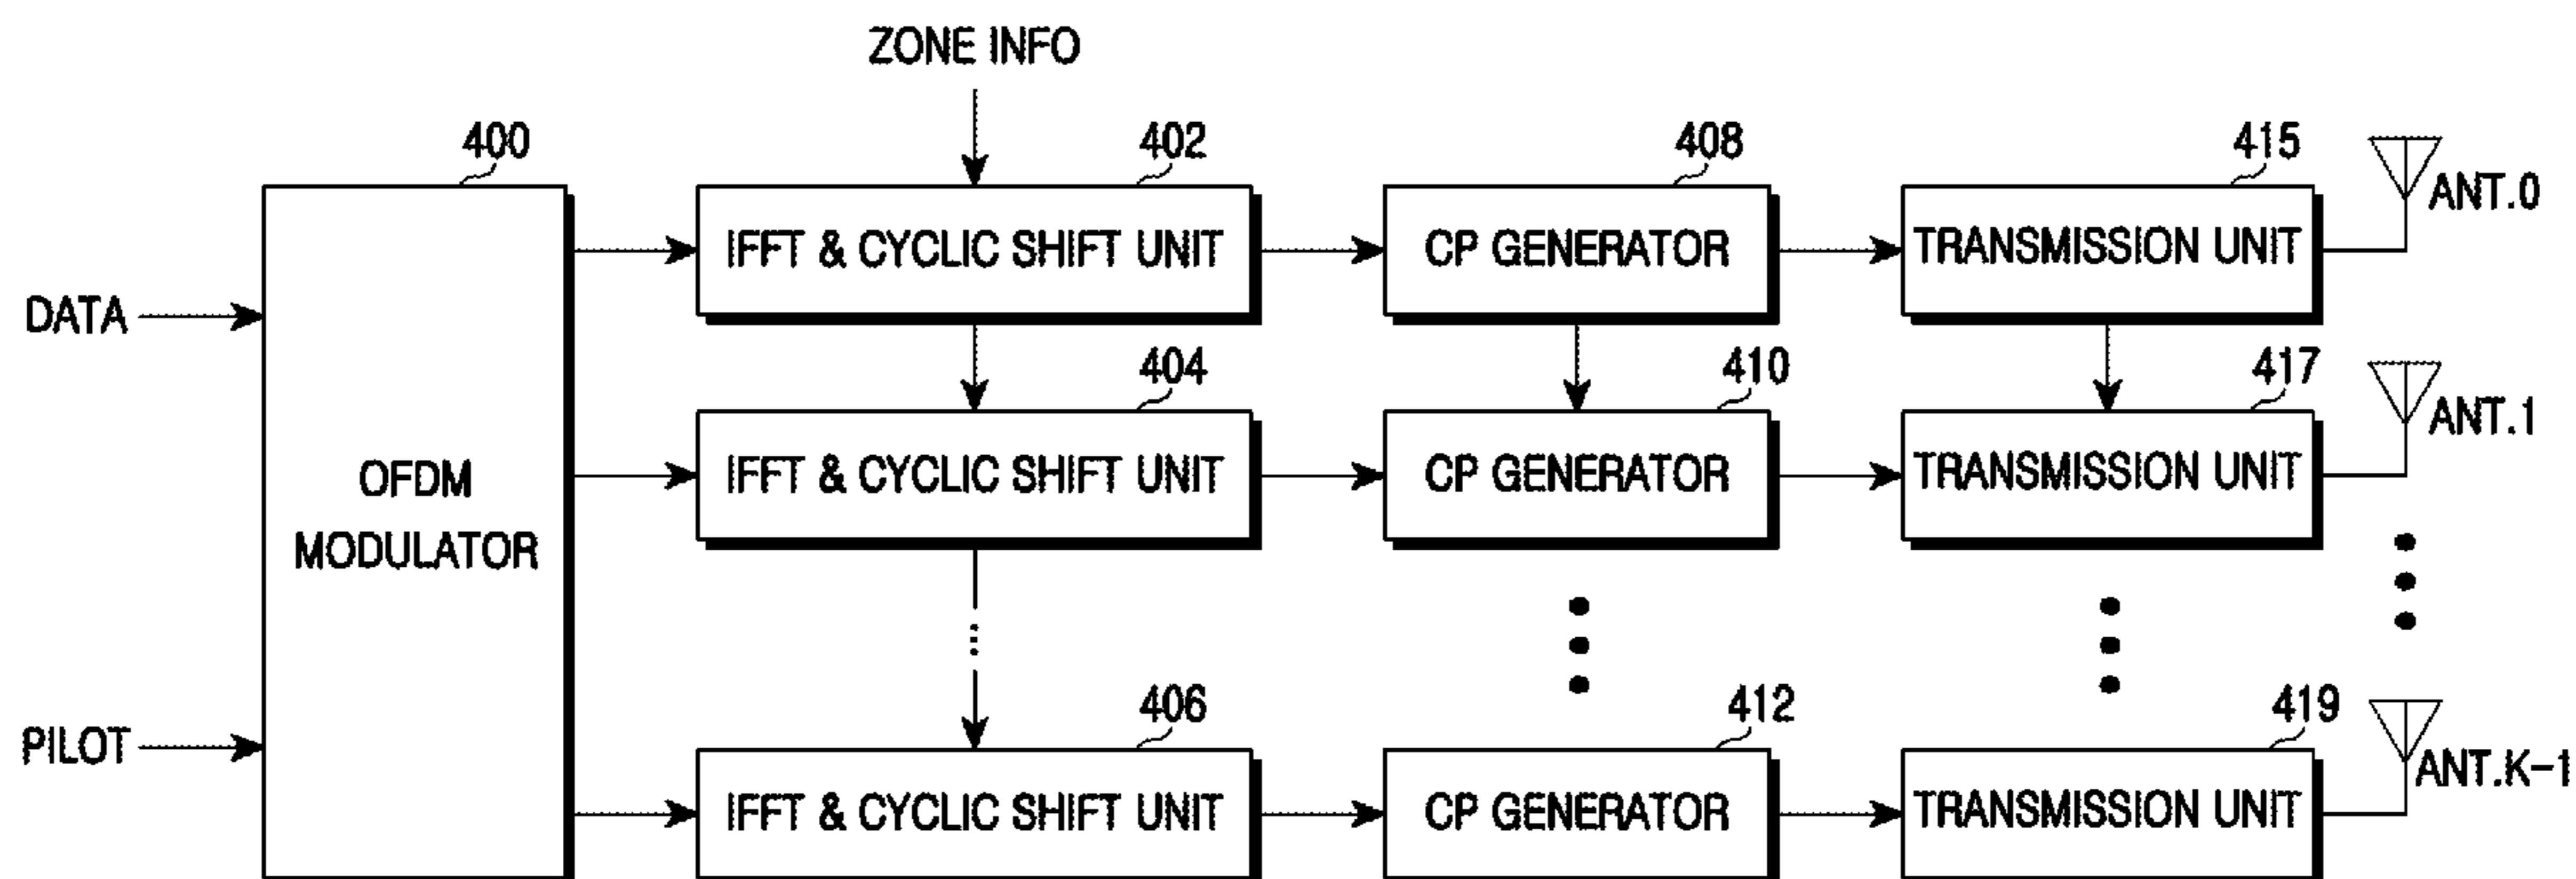 ZONE INFO
400
402
408
415
ANT.0
IFFT & CYCLIC SHIFT UNIT
CP GENERATOR
TRANSMISSION UNIT
DATA
404
410
417
ANT.1
IFFT & CYCLIC SHIFT UNIT
CP GENERATOR
TRANSMISSION UNIT
OFDM
MODULATOR
406
412
419
PILOT
ANT.K-1
IFFT & CYCLIC SHIFT UNIT
CP GENERATOR
TRANSMISSION UNIT